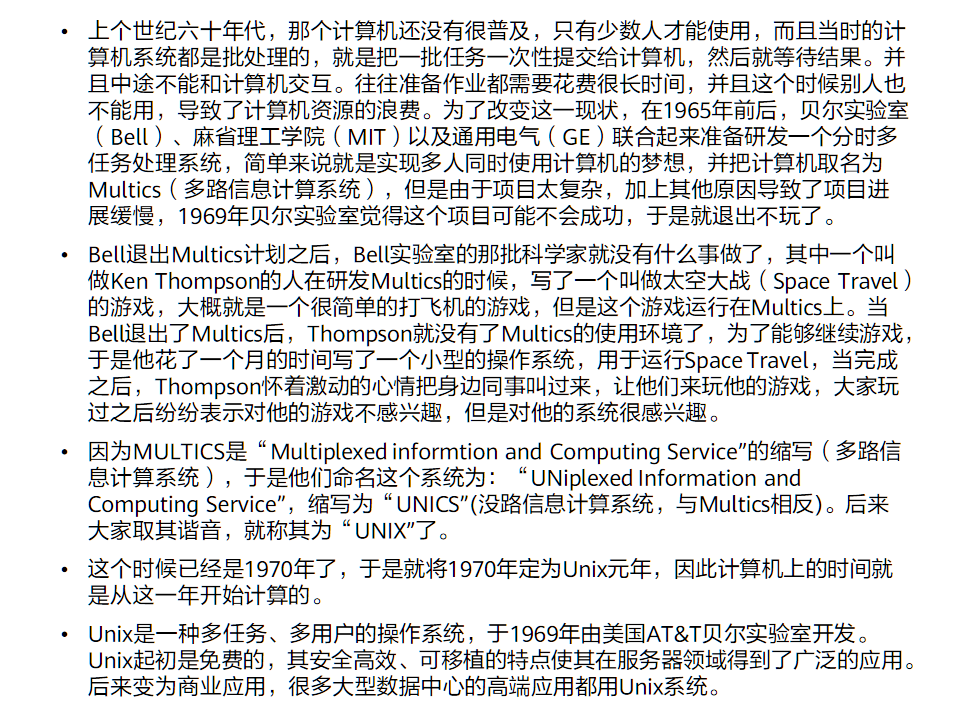 • 上个世纪六十年代，那个计算机还没有很普及，只有少数人才能使用，而且当时的计
算机系统都是批处理的，就是把一批任务一次性提交给计算机，然后就等待结果。并
且中途不能和计算机交互。往往准备作业都需要花费很长时间，并且这个时候别人也
不能用，导致了计算机资源的浪费。为了改变这一现状，在1965年前后，贝尔实验室
（Bell）、麻省理工学院（MIT）以及通用电气（GE）联合起来准备研发一个分时多
任务处理系统，简单来说就是实现多人同时使用计算机的梦想，并把计算机取名为
Multics（多路信息计算系统），但是由于项目太复杂，加上其他原因导致了项目进
展缓慢，1969年贝尔实验室觉得这个项目可能不会成功，于是就退出不玩了。
• Bell退出Multics计划之后，Bell实验室的那批科学家就没有什么事做了，其中一个叫
做Ken Thompson的人在研发Multics的时候，写了一个叫做太空大战（Space Travel）
的游戏，大概就是一个很简单的打飞机的游戏，但是这个游戏运行在Multics上。当
Bell退出了Multics后，Thompson就没有了Multics的使用环境了，为了能够继续游戏，
于是他花了一个月的时间写了一个小型的操作系统，用于运行Space Travel，当完成
之后，Thompson怀着激动的心情把身边同事叫过来，让他们来玩他的游戏，大家玩
过之后纷纷表示对他的游戏不感兴趣，但是对他的系统很感兴趣。
• 因为MULTICS是“Multiplexed informtion and Computing Service”的缩写（多路信
息计算系统），于是他们命名这个系统为：“UNiplexed Information and
Computing Service”，缩写为“UNICS”(没路信息计算系统，与Multics相反)。后来
大家取其谐音，就称其为“UNIX”了。
• 这个时候已经是1970年了，于是就将1970年定为Unix元年，因此计算机上的时间就
是从这一年开始计算的。
• Unix是一种多任务、多用户的操作系统，于1969年由美国AT&T贝尔实验室开发。
Unix起初是免费的，其安全高效、可移植的特点使其在服务器领域得到了广泛的应用。
后来变为商业应用，很多大型数据中心的高端应用都用Unix系统。